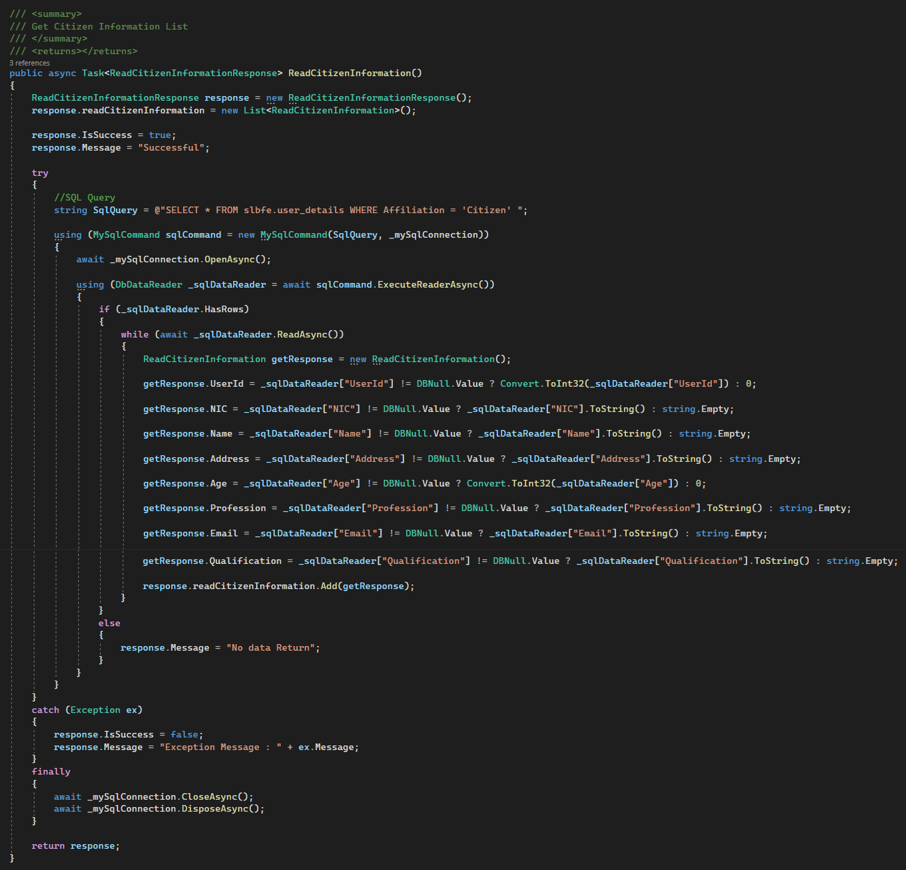 /// <summary>
/// Get Citizen Information List
/// </summary>
/// <returns></returns>
3 references
public async Task<ReadCitizenInformationResponse> ReadCitizenInformation()
{
    ReadCitizenInformationResponse response = new ReadCitizenInformationResponse();
    response.readCitizenInformation = new List<ReadCitizenInformation>();

    response.IsSuccess = true;
    response.Message = "Successful";

    try
    {
        //SQL Query
        string SqlQuery = @"SELECT * FROM slbfe.user_details WHERE Affiliation = 'Citizen' ";

        using (MySqlCommand sqlCommand = new MySqlCommand(SqlQuery, _mySqlConnection))
        {
            await _mySqlConnection.OpenAsync();

            using (DbDataReader _sqlDataReader = await sqlCommand.ExecuteReaderAsync())
            {
                if (_sqlDataReader.HasRows)
                {
                    while (await _sqlDataReader.ReadAsync())
                    {
                        ReadCitizenInformation getResponse = new ReadCitizenInformation();

                        getResponse.UserId = _sqlDataReader["UserId"] != DBNull.Value ? Convert.ToInt32(_sqlDataReader["UserId"]) : 0;

                        getResponse.NIC = _sqlDataReader["NIC"] != DBNull.Value ? _sqlDataReader["NIC"].ToString() : string.Empty;

                        getResponse.Name = _sqlDataReader["Name"] != DBNull.Value ? _sqlDataReader["Name"].ToString() : string.Empty;

                        getResponse.Address = _sqlDataReader["Address"] != DBNull.Value ? _sqlDataReader["Address"].ToString() : string.Empty;

                        getResponse.Age = _sqlDataReader["Age"] != DBNull.Value ? Convert.ToInt32(_sqlDataReader["Age"]) : 0;

                        getResponse.Profession = _sqlDataReader["Profession"] != DBNull.Value ? _sqlDataReader["Profession"].ToString() : string.Empty;

                        getResponse.Email = _sqlDataReader["Email"] != DBNull.Value ? _sqlDataReader["Email"].ToString() : string.Empty;

                        getResponse.Qualification = _sqlDataReader["Qualification"] != DBNull.Value ? _sqlDataReader["Qualification"].ToString() : string.Empty;

                        response.readCitizenInformation.Add(getResponse);
                    }
                }
                else
                {
                    response.Message = "No data Return";
                }
            }
        }
    }
    catch (Exception ex)
    {
        response.IsSuccess = false;
        response.Message = "Exception Message : " + ex.Message;
    }
    finally
    {
        await _mySqlConnection.CloseAsync();
        await _mySqlConnection.DisposeAsync();
    }

    return response;
}